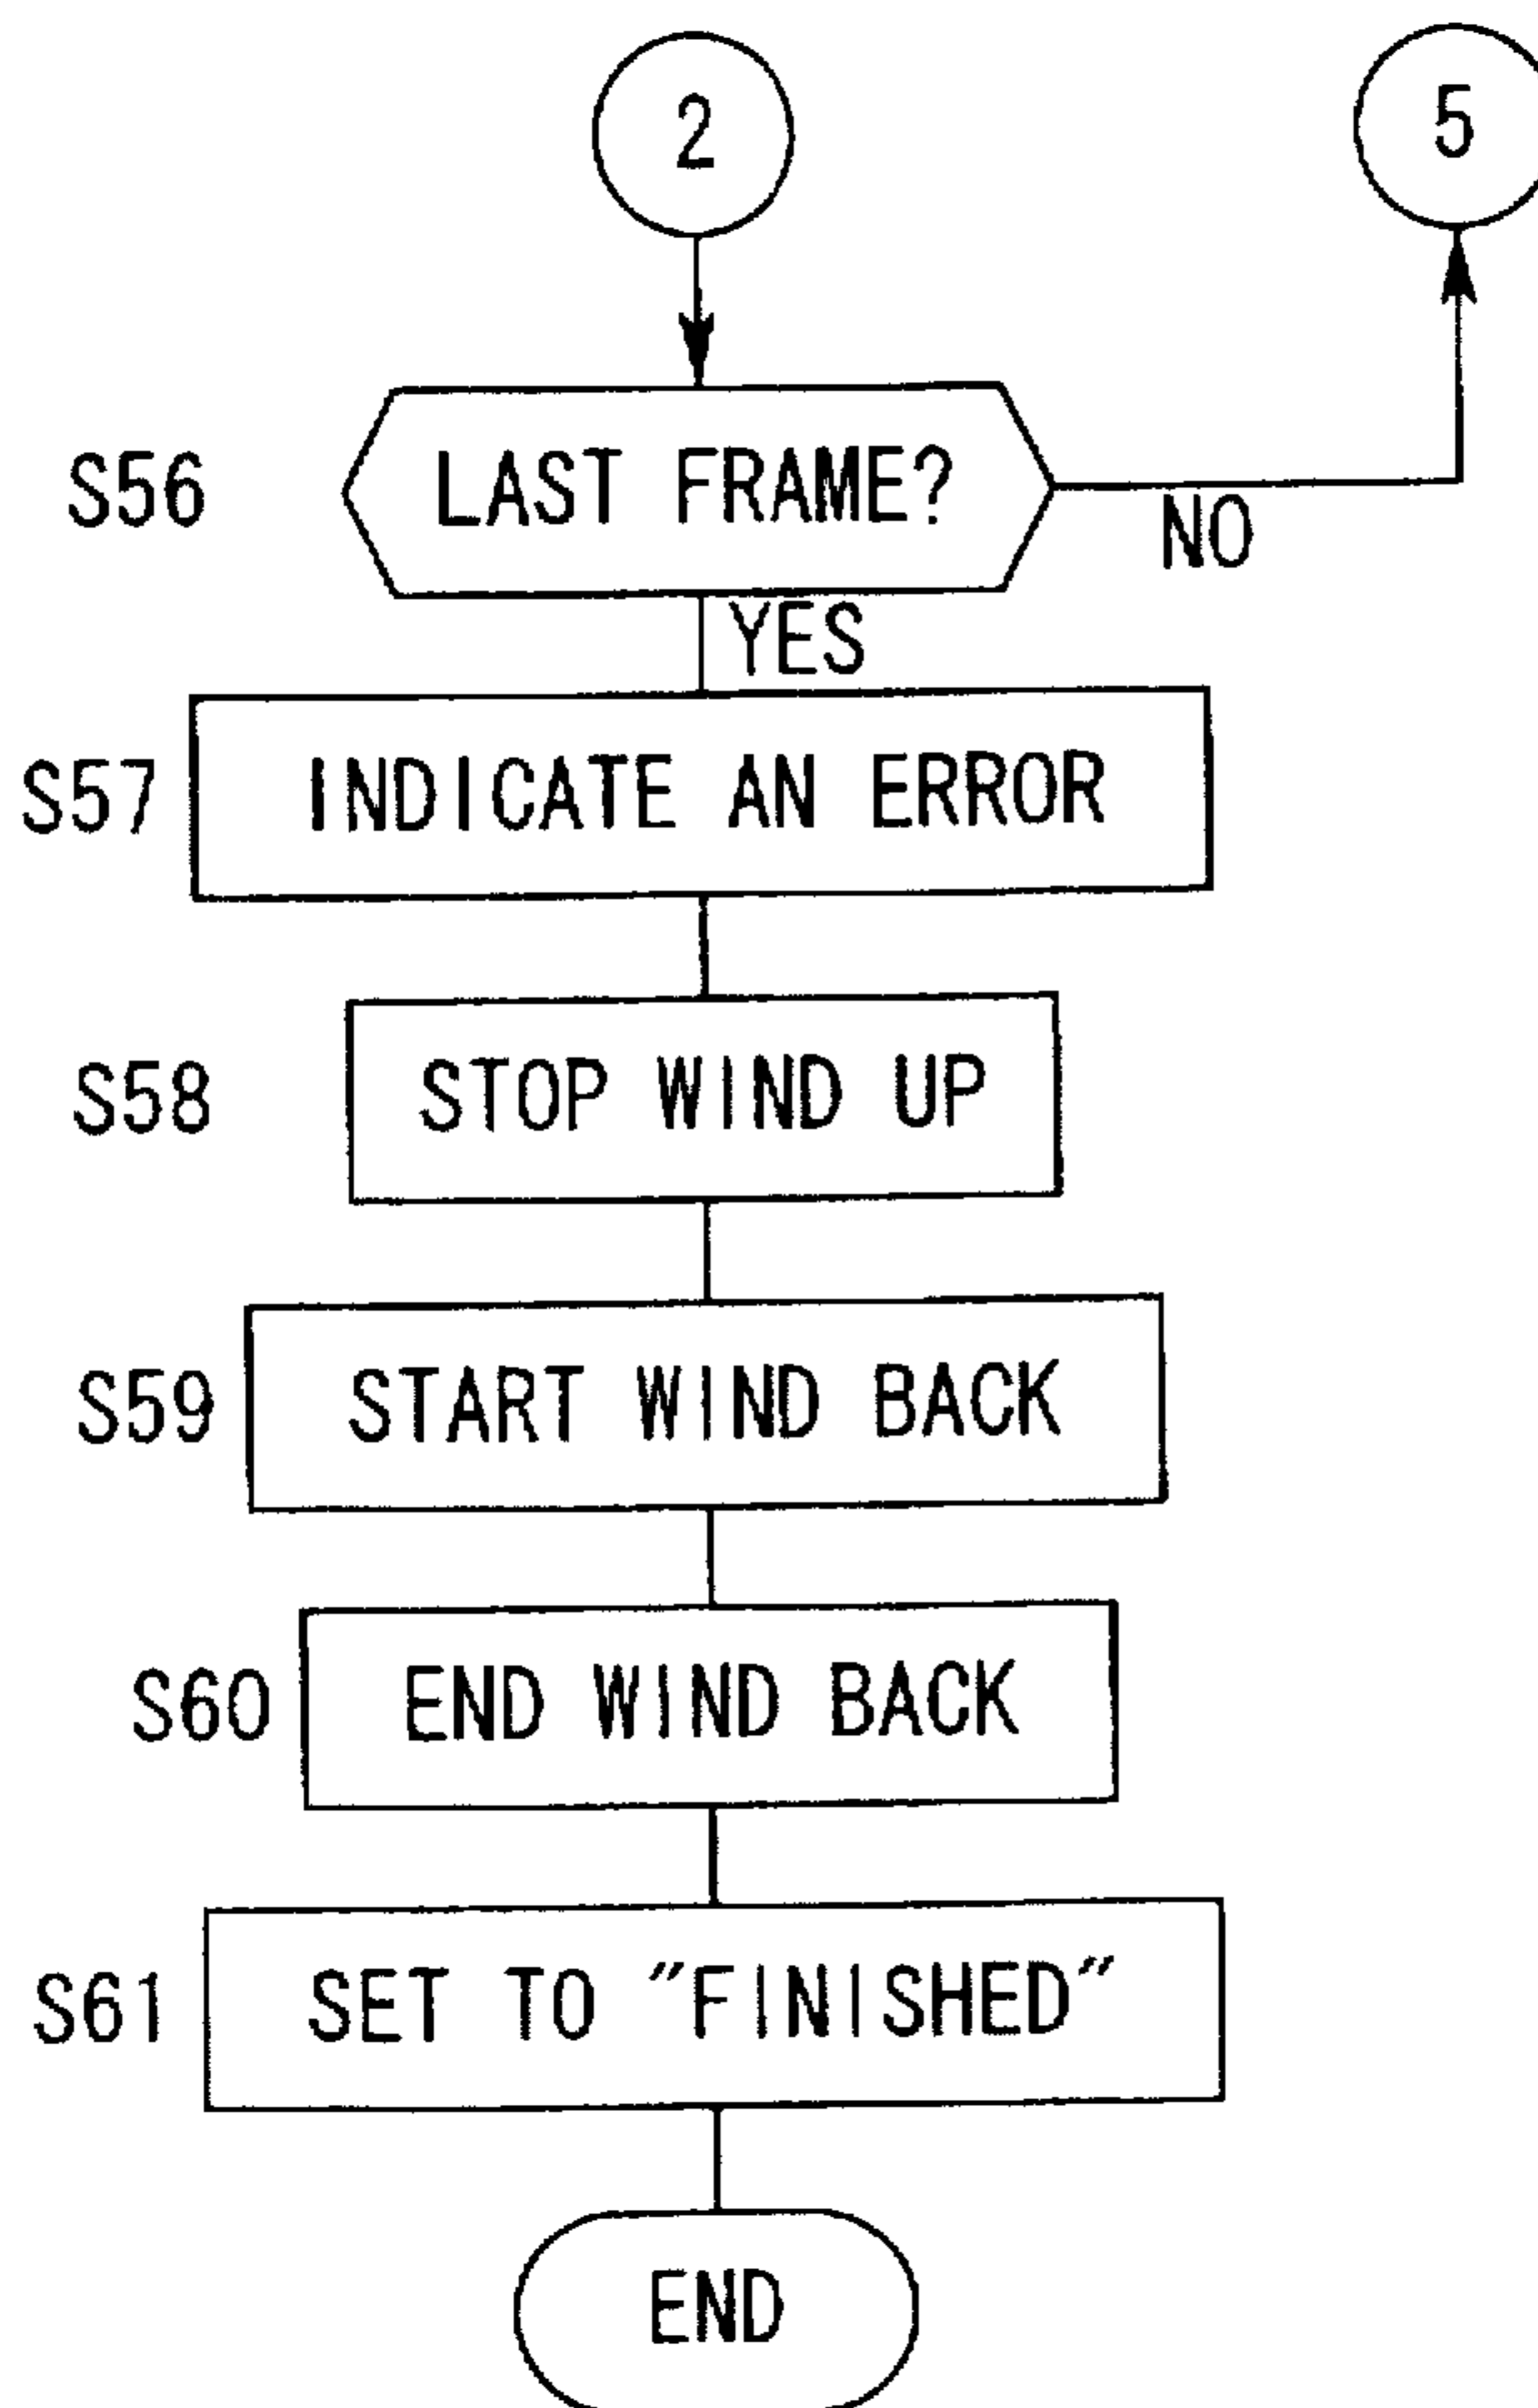 2
5
S56
LAST FRAME?
NO
YES
S57
INDICATE AN ERROR
S58
STOP WIND UP
S59
START WIND BACK
S60
END WIND BACK
S61
SET TO "FINISHED"
END